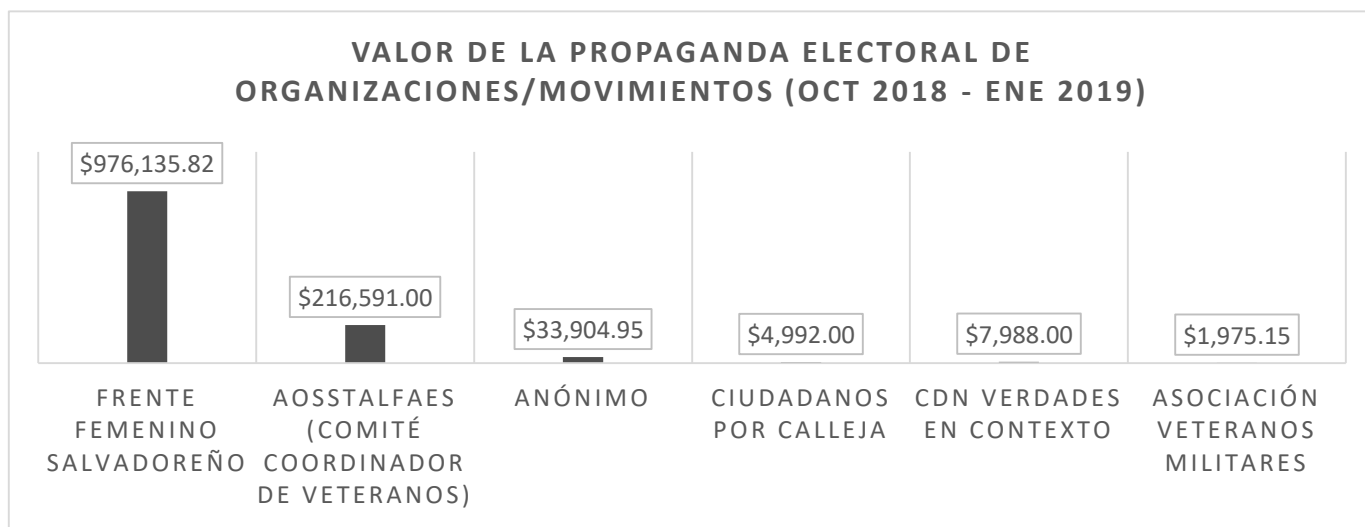 VALOR DE LA PROPAGANDA ELECTORAL DE
ORGANIZACIONES/MOVIMIENTOS (OCT 2018 - ENE 2019)
$976,135.82
$216,591.00
$33,904.95
$4,992.00
$7,988.00
$1,975.15
FRENTE
FEMENINO
SALVADOREÑO
AOSSTALFAES
(COMITÉ
COORDINADOR
DE VETERANOS)
ANÓNIMO
CIUDADANOS
POR CALLEJA
CDN VERDADES
EN CONTEXTO
ASOCIACIÓN
VETERANOS
MILITARES